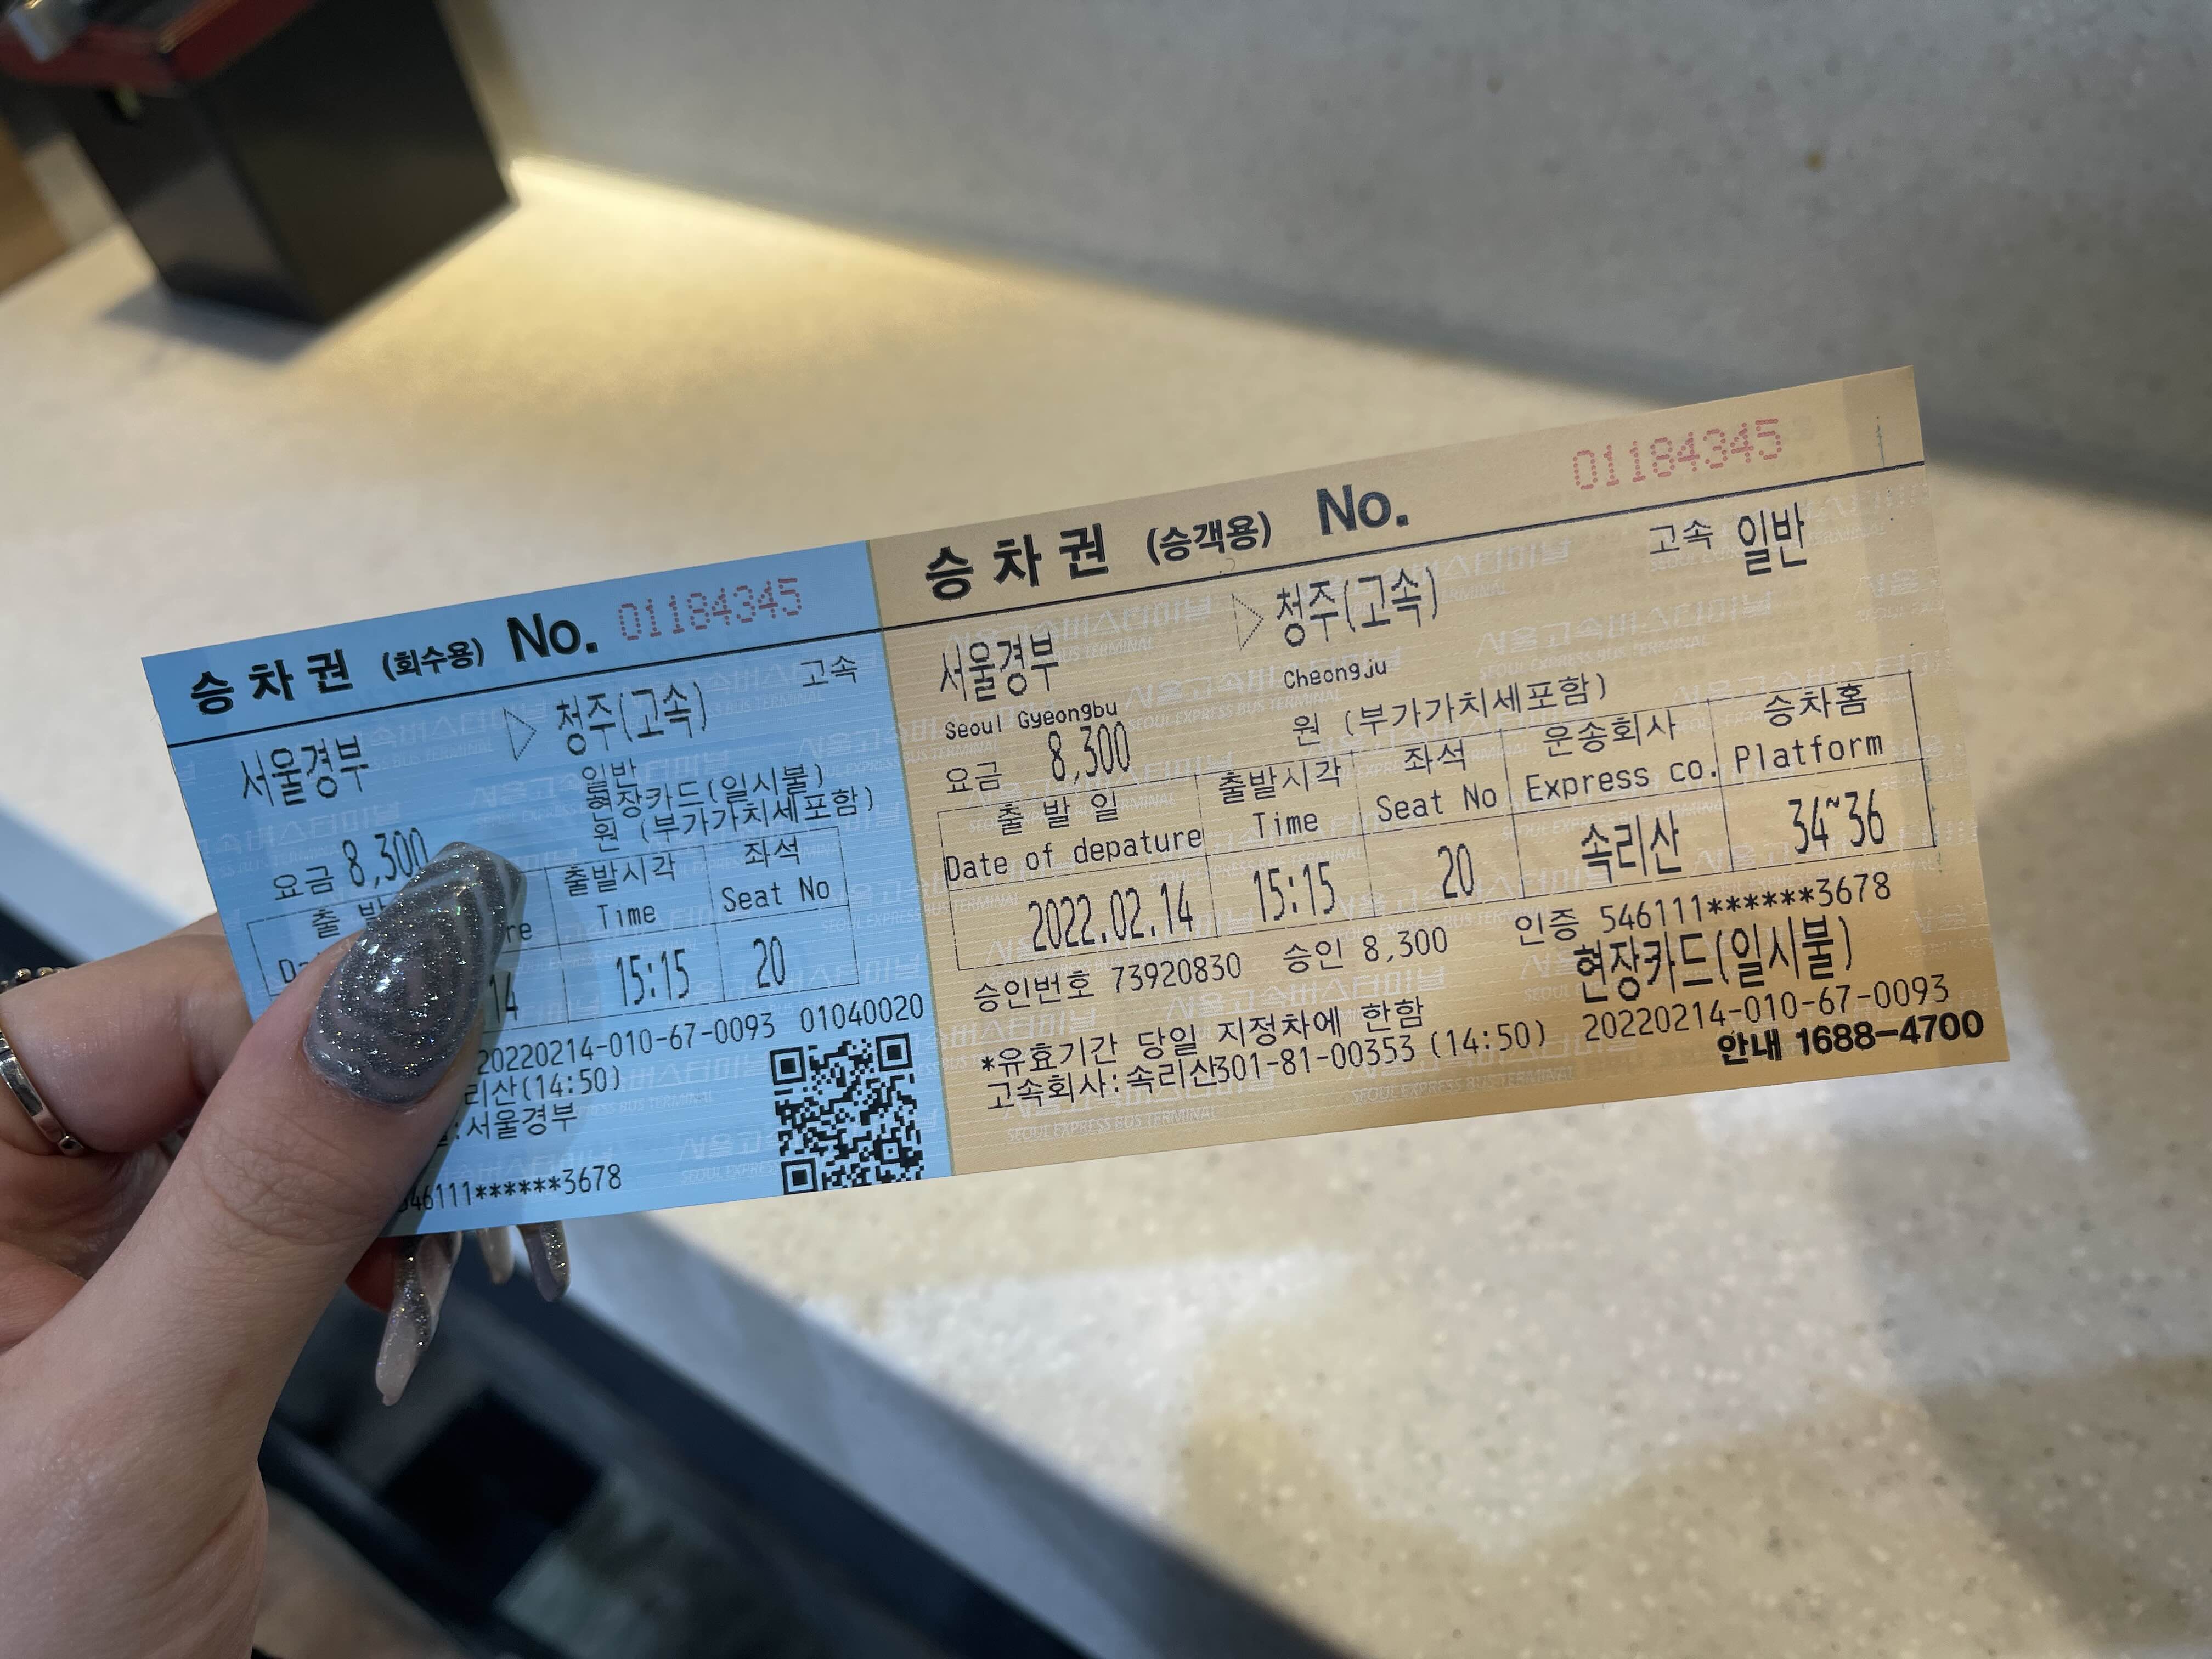 승차권 (회수용) No. 01184345
고속
서울경부 ▷ 청주(고속)
일반
현장카드(일시불)
요금 8,300 원 (부가가치세포함)
출발시각 좌석
Time Seat No
14 15:15 20
20220214-010-67-0093 01040020
리산(14:50)
:서울경부
546111******3678
승차권 (승객용) No. 01184345
고속 일반
서울경부 ▷ 청주(고속)
Seoul Gyeongbu Cheongju
요금 8,300 원 (부가가치세포함)
출발일 출발시각 좌석 운송회사 승차홈
Date of depature Time Seat No Express co. Platform
2022.02.14 15:15 20 속리산 34~36
승인번호 73920830 승인 8,300 인증 546111******3678
현장카드(일시불)
*유효기간 당일 지정차에 한함
20220214-010-67-0093
고속회사:속리산301-81-00353 (14:50)
안내 1688-4700
서울고속버스터미널
SEOUL EXPRESS BUS TERMINAL